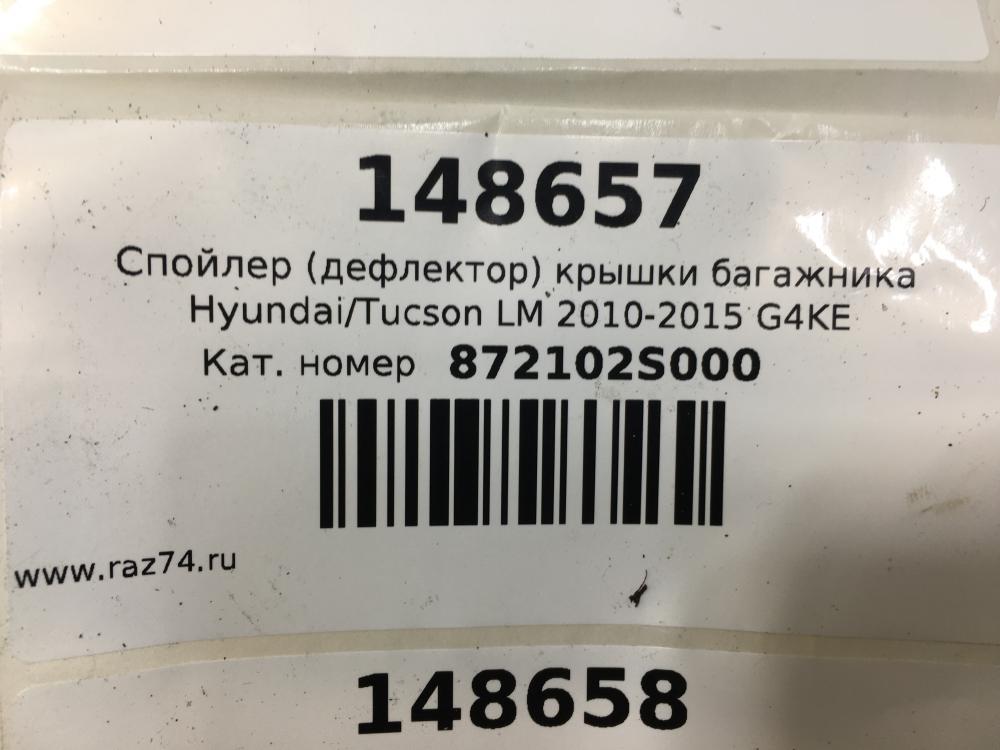 148657
Спойлер (дефлектор) крышки багажника
Hyundai/Tucson LM 2010-2015 G4KE
Кат. номер 872102S000
www.raz74.ru
148658